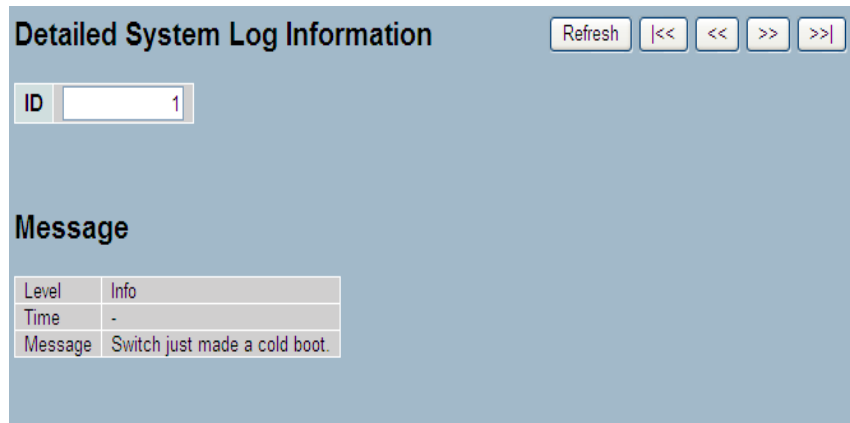 Detailed System Log Information
Refresh |<< << >> >>|
ID 1
Message
Level Info
Time -
Message Switch just made a cold boot.